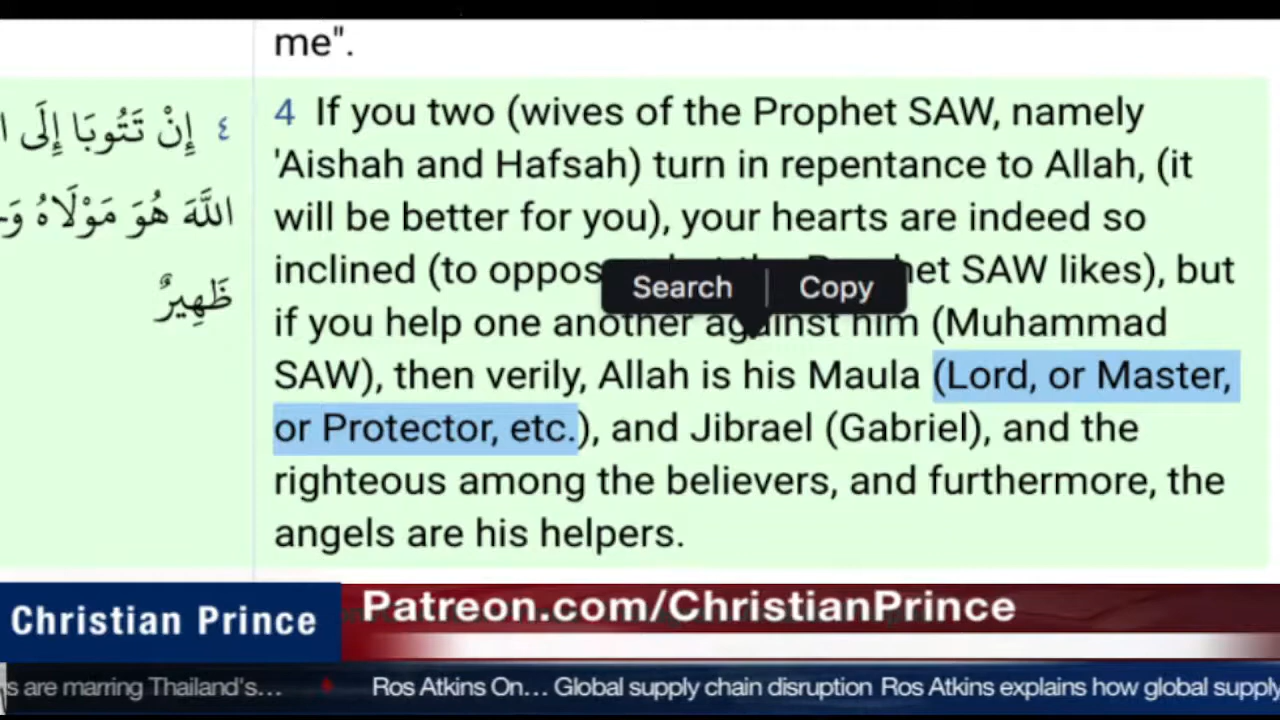 me".
٤ إِنْ تَتُوبَا إِلَى
اللَّهَ هُوَ مَوْلَاهُ
ظَهِيرٌ
4 If you two (wives of the Prophet SAW, namely
'Aishah and Hafsah) turn in repentance to Allah, (it
will be better for you), your hearts are indeed so
inclined (to SAW likes), but
Search Copy
if you help one another against him (Muhammad
SAW), then verily, Allah is his Maula (Lord, or Master,
or Protector, etc.), and Jibrael (Gabriel), and the
righteous among the believers, and furthermore, the
angels are his helpers.
Christian Prince
Patreon.com/ChristianPrince
s are marring Thailand's... Ros Atkins On... Global supply chain disruption Ros Atkins explains how global supply